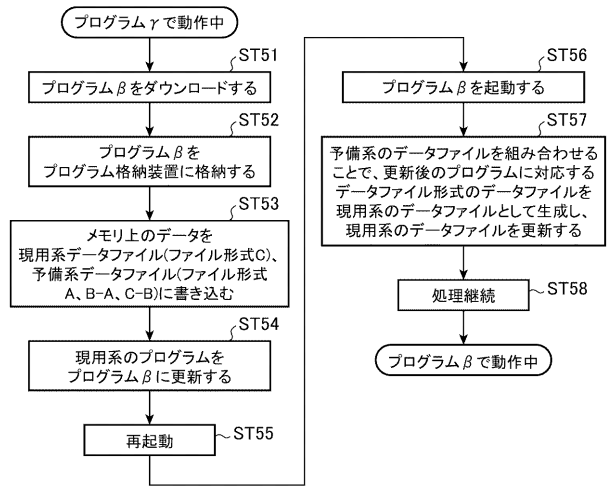 プログラムγで動作中
ST51
プログラムβをダウンロードする
ST52
プログラムβを
プログラム格納装置に格納する
ST53
メモリ上のデータを
現用系データファイル(ファイル形式C)、
予備系データファイル(ファイル形式
A、B-A、C-B)に書き込む
ST54
現用系のプログラムを
プログラムβに更新する
再起動
ST55
ST56
プログラムβを起動する
ST57
予備系のデータファイルを組み合わせる
ことで、更新後のプログラムに対応する
データファイル形式のデータファイルを
現用系のデータファイルとして生成し、
現用系のデータファイルを更新する
処理継続
ST58
プログラムβで動作中